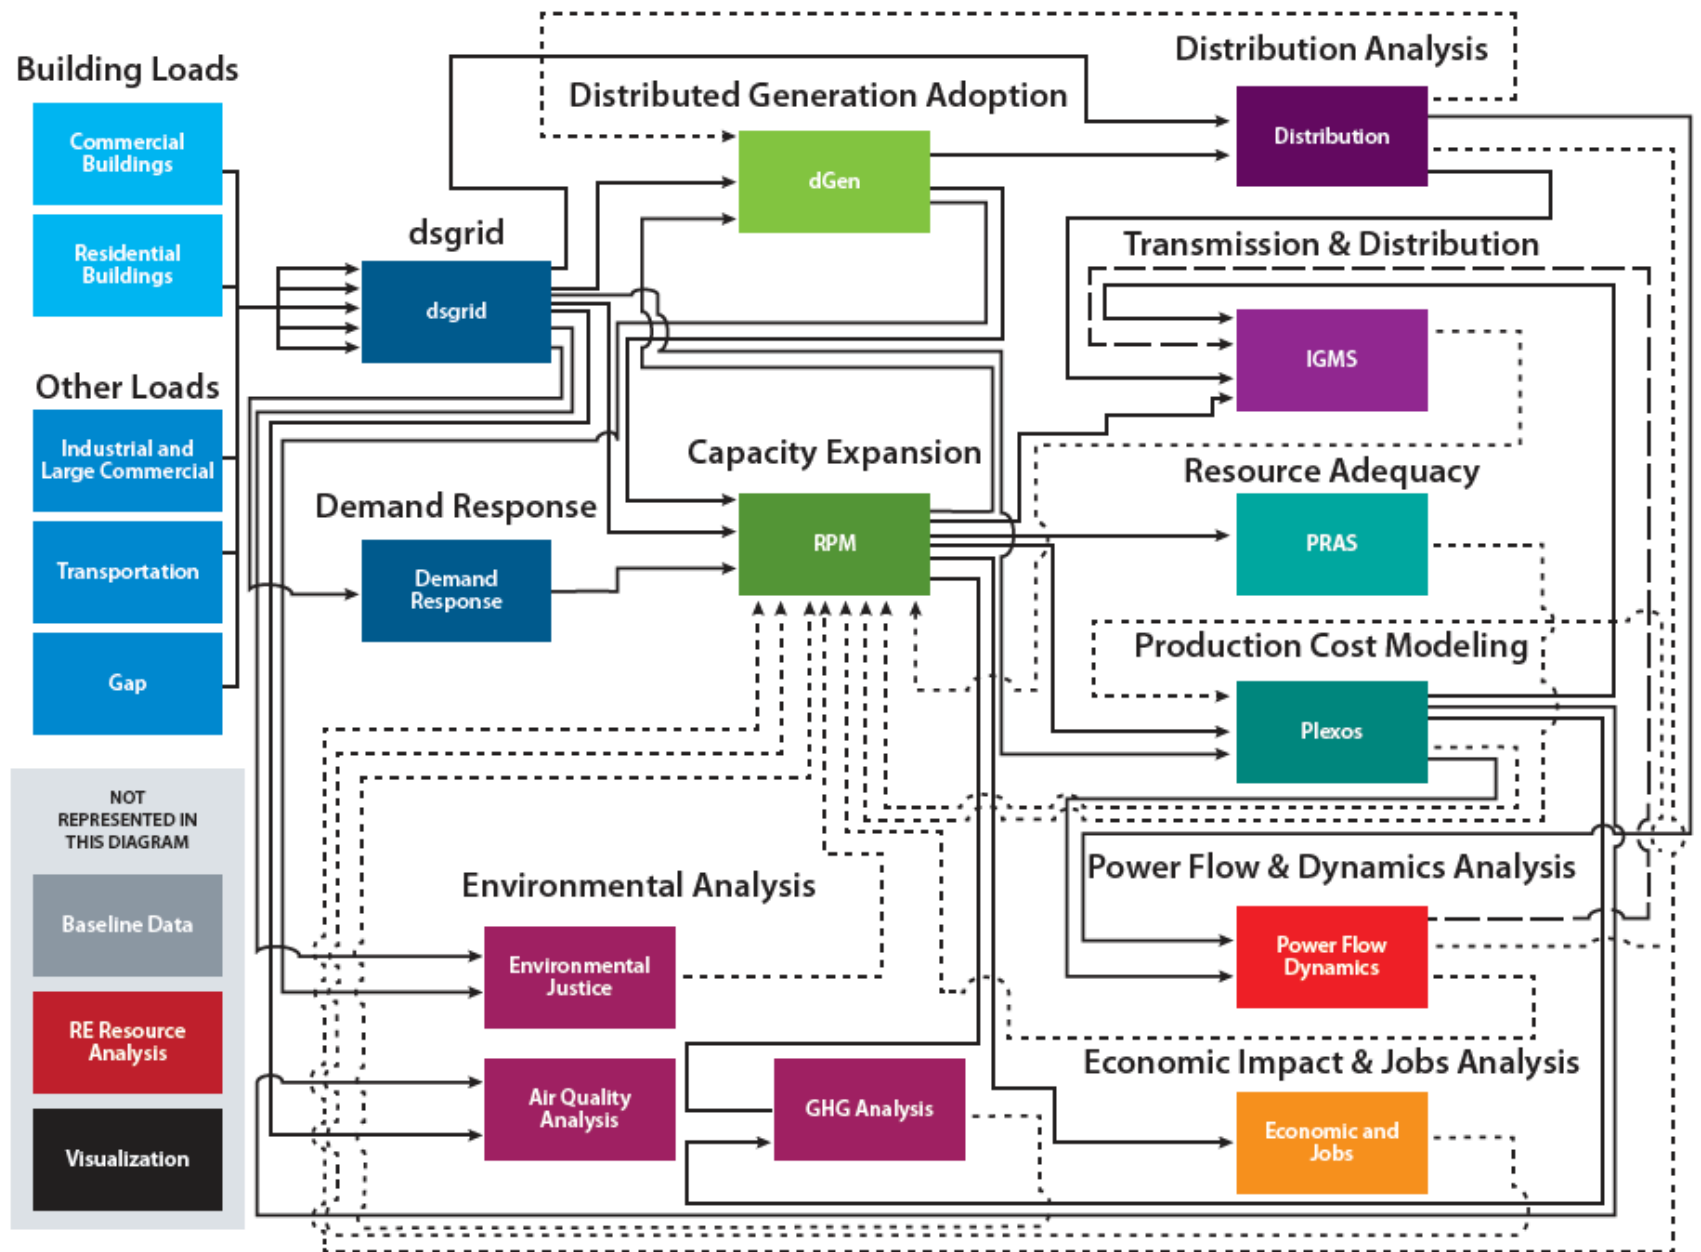 Building Loads
Commercial
Buildings
Residential
Buildings
Other Loads
Industrial and
Large Commercial
Transportation
Gap
NOT
REPRESENTED IN
THIS DIAGRAM
Baseline Data
RE Resource
Analysis
Visualization
dsgrid
dsgrid
Demand Response
Demand
Response
Distributed Generation Adoption
dGen
Capacity Expansion
RPM
Environmental Analysis
Environmental
Justice
Air Quality
Analysis
GHG Analysis
Distribution Analysis
Distribution
Transmission & Distribution
IGMS
Resource Adequacy
PRAS
Production Cost Modeling
Plexos
Power Flow & Dynamics Analysis
Power Flow
Dynamics
Economic Impact & Jobs Analysis
Economic and
Jobs